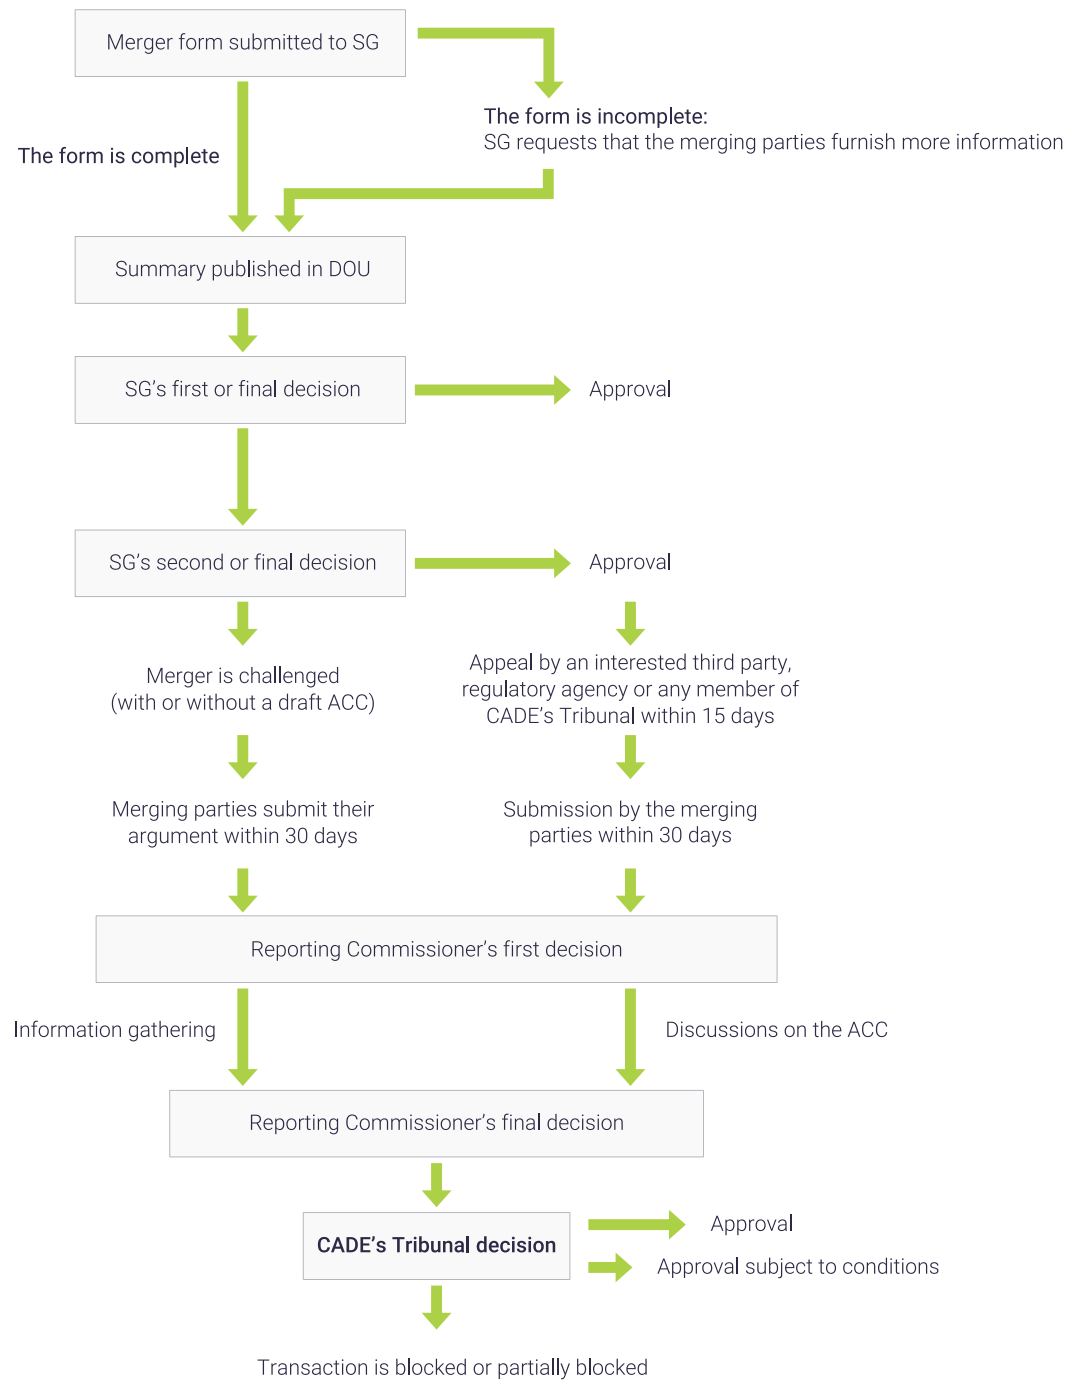 Merger form submitted to SG
The form is incomplete:
SG requests that the merging parties furnish more information
The form is complete
Summary published in DOU
SG’s first or final decision
Approval
SG’s second or final decision
Approval
Merger is challenged
(with or without a draft ACC)
Appeal by an interested third party,
regulatory agency or any member of
CADE’s Tribunal within 15 days
Merging parties submit their
argument within 30 days
Submission by the merging
parties within 30 days
Reporting Commissioner’s first decision
Information gathering
Discussions on the ACC
Reporting Commissioner’s final decision
CADE’s Tribunal decision
Approval
Approval subject to conditions
Transaction is blocked or partially blocked